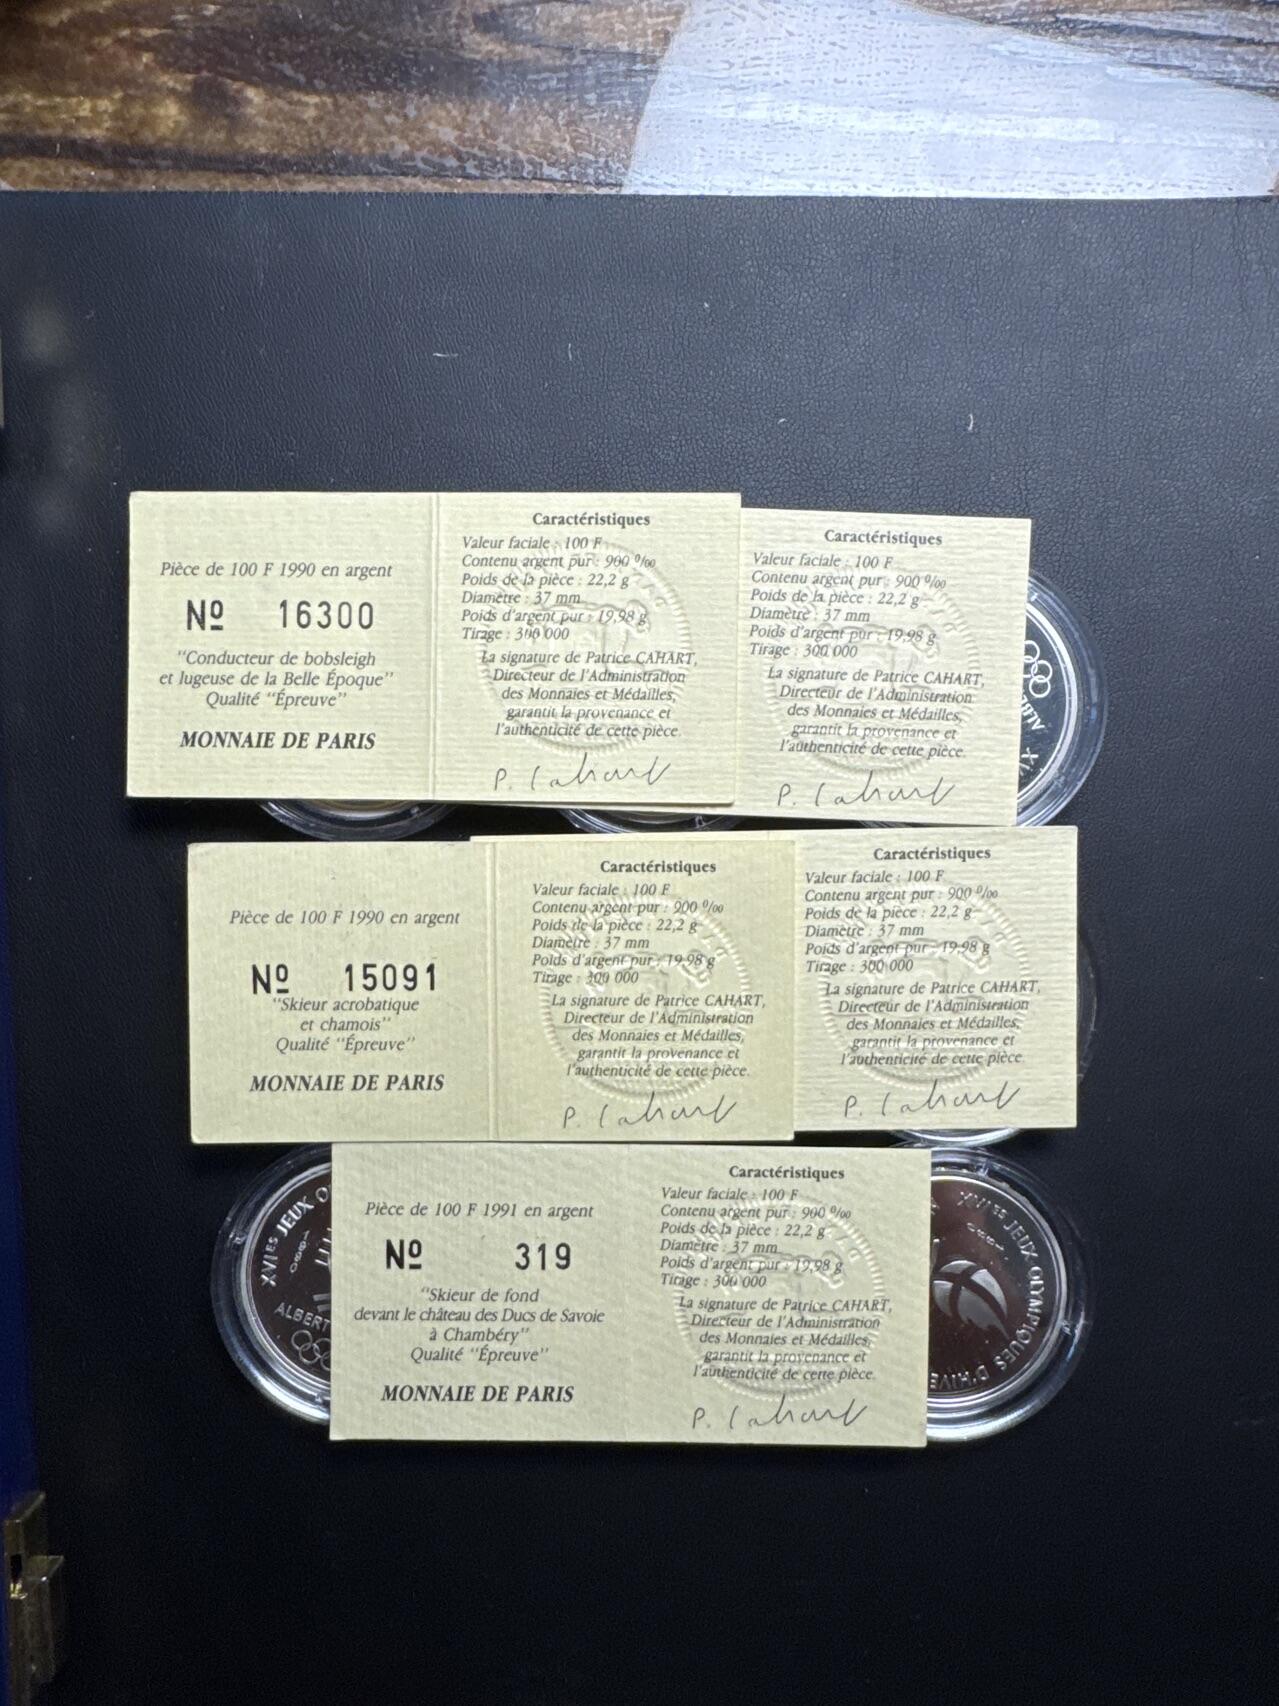 Pièce de 100 F 1990 en argent
Nº 16300
"Conducteur de bobsleigh
et lugeuse de la Belle Époque"
Qualité "Épreuve"
MONNAIE DE PARIS
Caractéristiques
Valeur faciale : 100 F
Contenu argent pur : 900 ‰
Poids de la pièce : 22,2 g
Diamètre : 37 mm
Poids d'argent pur : 19,98 g
Tirage : 300 000
La signature de Patrice CAHART,
Directeur de l'Administration
des Monnaies et Médailles,
garantit la provenance et
l'authenticité de cette pièce.
P. Cahart
Caractéristiques
Valeur faciale : 100 F
Contenu argent pur : 900 ‰
Poids de la pièce : 22,2 g
Diamètre : 37 mm
Poids d'argent pur : 19,98 g
Tirage : 300 000
La signature de Patrice CAHART,
Directeur de l'Administration
des Monnaies et Médailles,
garantit la provenance et
l'authenticité de cette pièce.
P. Cahart
Pièce de 100 F 1990 en argent
Nº 15091
"Skieur acrobatique
et chamois"
Qualité "Épreuve"
MONNAIE DE PARIS
Caractéristiques
Valeur faciale : 100 F
Contenu argent pur : 900 ‰
Poids de la pièce : 22,2 g
Diamètre : 37 mm
Poids d'argent pur : 19,98 g
Tirage : 300 000
La signature de Patrice CAHART,
Directeur de l'Administration
des Monnaies et Médailles,
garantit la provenance et
l'authenticité de cette pièce.
P. Cahart
Caractéristiques
Valeur faciale : 100 F
Contenu argent pur : 900 ‰
Poids de la pièce : 22,2 g
Diamètre : 37 mm
Poids d'argent pur : 19,98 g
Tirage : 300 000
La signature de Patrice CAHART,
Directeur de l'Administration
des Monnaies et Médailles,
garantit la provenance et
l'authenticité de cette pièce.
P. Cahart
XVIES JEUX O
ALBERT
Pièce de 100 F 1991 en argent
Nº 319
"Skieur de fond
devant le château des Ducs de Savoie
à Chambéry"
Qualité "Épreuve"
MONNAIE DE PARIS
Caractéristiques
Valeur faciale : 100 F
Contenu argent pur : 900 ‰
Poids de la pièce : 22,2 g
Diamètre : 37 mm
Poids d'argent pur : 19,98 g
Tirage : 300 000
La signature de Patrice CAHART,
Directeur de l'Administration
des Monnaies et Médailles,
garantit la provenance et
l'authenticité de cette pièce.
P. Cahart
XVIES JEUX OLYMPIQUES D'HIVE
1991